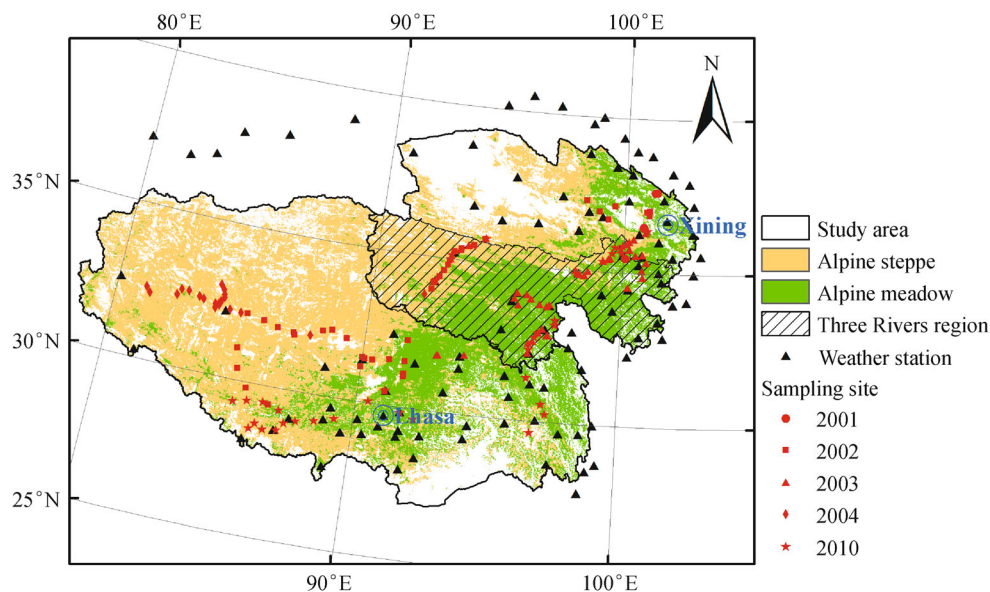 80°E
90°E
100°E
N
35°N
Xining
Study area
Alpine steppe
Alpine meadow
Three Rivers region
30°N
Weather station
Sampling site
Lhasa
2001
2002
25°N
2003
2004
2010
90°E
100°E